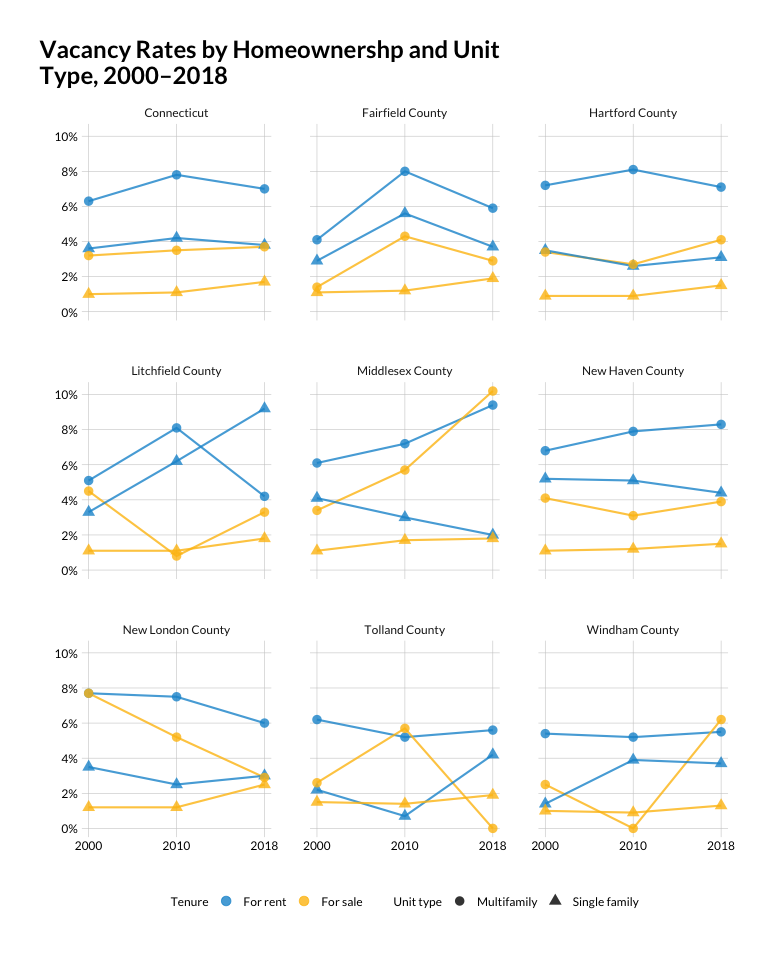 Vacancy Rates by Homeownershp and Unit
Type, 2000–2018
Connecticut Fairfield County Hartford County
10%
8%
6%
4%
2%
0%
Litchfield County Middlesex County New Haven County
10%
8%
6%
4%
2%
0%
New London County Tolland County Windham County
10%
8%
6%
4%
2%
0%
2000 2010 2018 2000 2010 2018 2000 2010 2018
Tenure For rent For sale Unit type Multifamily Single family